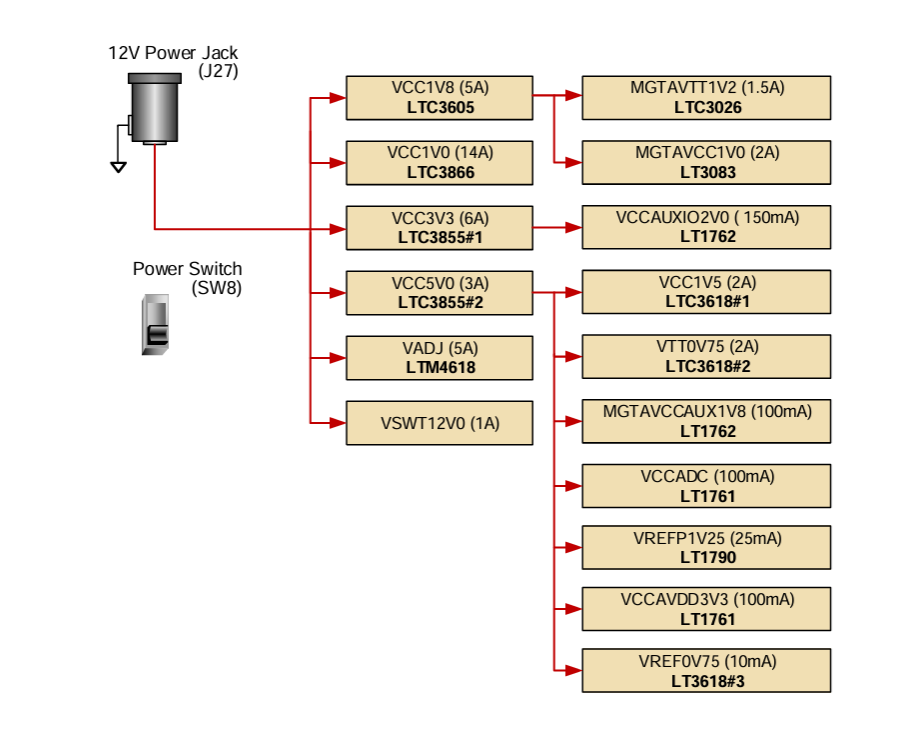 12V Power Jack
(J27)
Power Switch
(SW8)
VCC1V8 (5A)
LTC3605
VCC1V0 (14A)
LTC3866
VCC3V3 (6A)
LTC3855#1
VCC5V0 (3A)
LTC3855#2
VADJ (5A)
LTM4618
VSWT12V0 (1A)
MGTAVTT1V2 (1.5A)
LTC3026
MGTAVCC1V0 (2A)
LT3083
VCCAUXIO2V0 ( 150mA)
LT1762
VCC1V5 (2A)
LTC3618#1
VTT0V75 (2A)
LTC3618#2
MGTAVCCAUX1V8 (100mA)
LT1762
VCCADC (100mA)
LT1761
VREFP1V25 (25mA)
LT1790
VCCAVDD3V3 (100mA)
LT1761
VREF0V75 (10mA)
LT3618#3